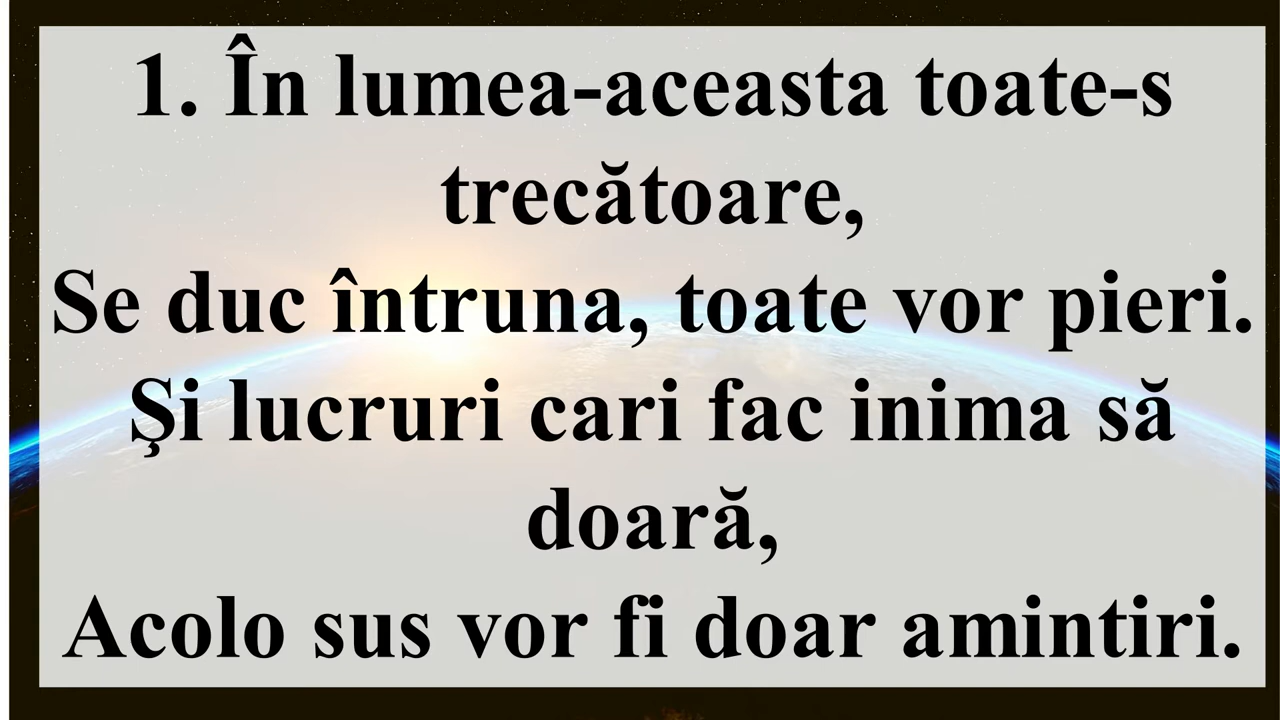 1. În lumea-aceasta toate-s
trecătoare,
Se duc întruna, toate vor pieri.
Şi lucruri cari fac inima să
doară,
Acolo sus vor fi doar amintiri.